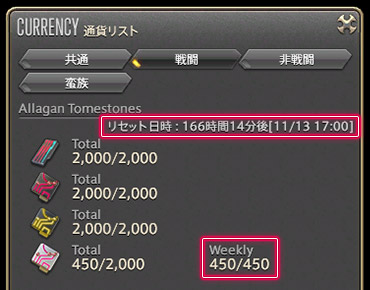 CURRENCY 通貨リスト
共通 戦闘 非戦闘
蛮族
Allagan Tomestones
リセット日時 : 166時間14分後[11/13 17:00]
Total
2,000/2,000
Total
2,000/2,000
Total
2,000/2,000
Total Weekly
450/2,000 450/450